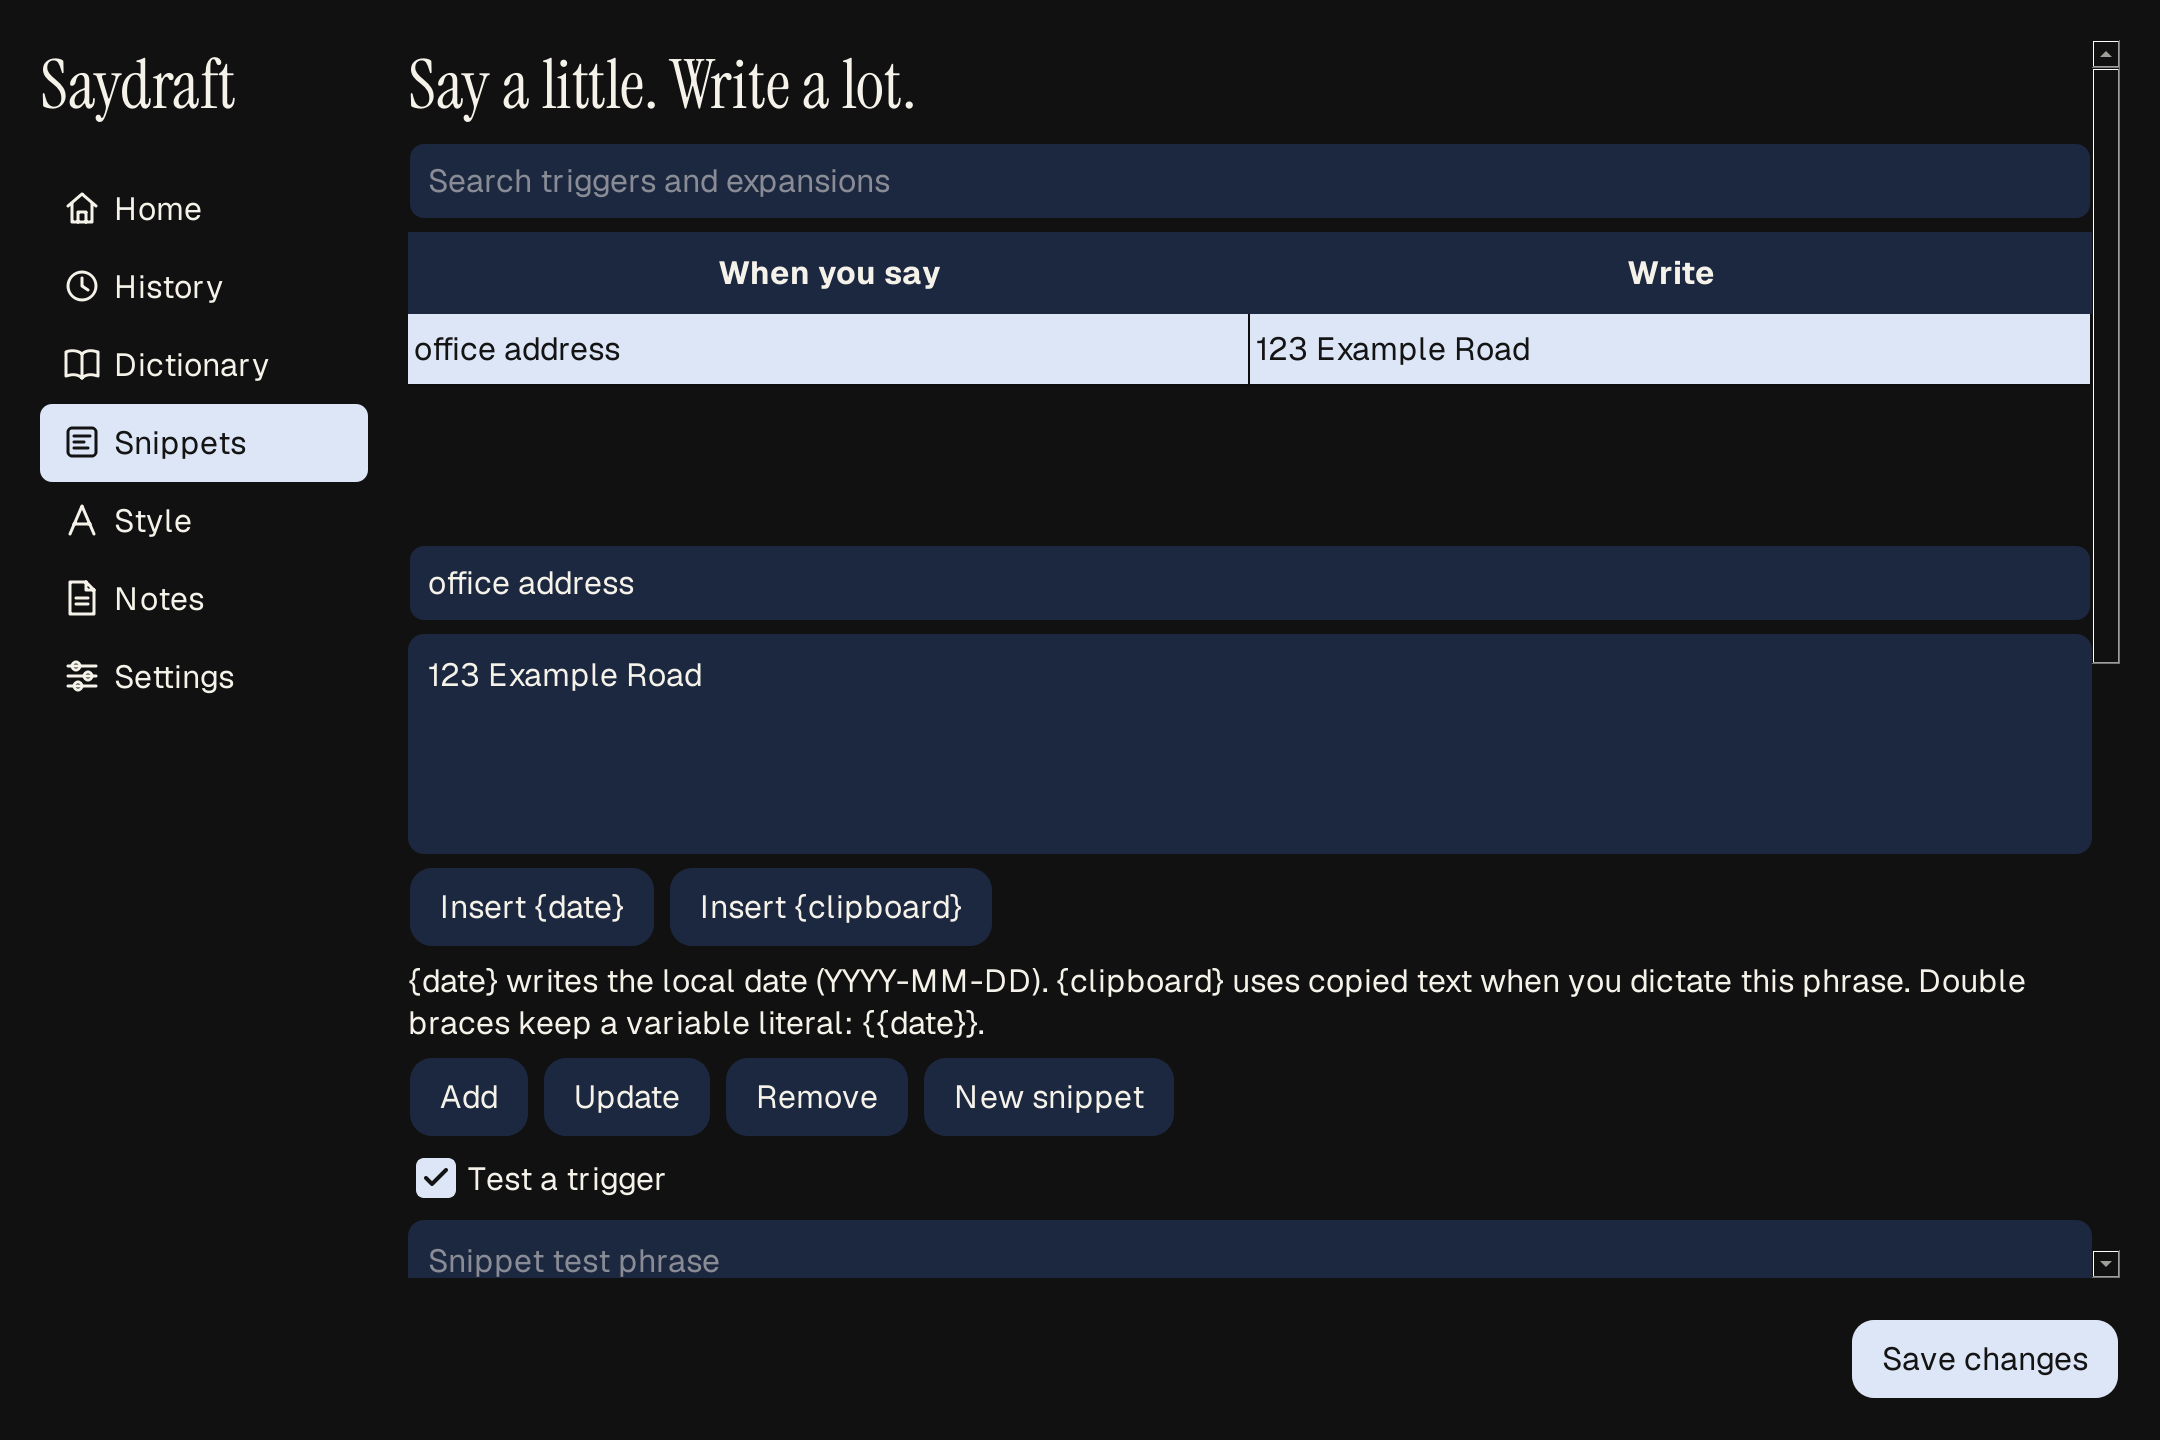 Saydraft
Home
History
Dictionary
Snippets
Style
Notes
Settings
Say a little. Write a lot.
Search triggers and expansions
When you say Write
office address 123 Example Road
office address
123 Example Road
Insert {date} Insert {clipboard}
{date} writes the local date (YYYY-MM-DD). {clipboard} uses copied text when you dictate this phrase. Double
braces keep a variable literal: {{date}}.
Add Update Remove New snippet
Test a trigger
Snippet test phrase
Save changes